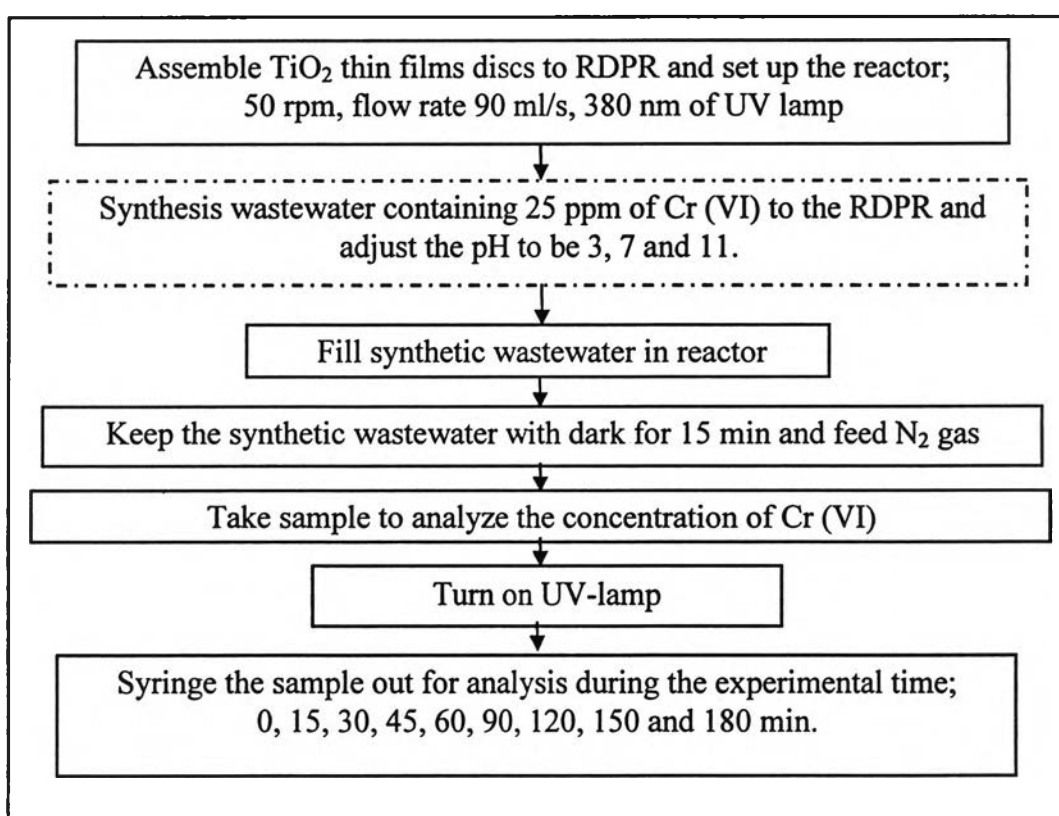 Assemble TiO₂ thin films discs to RDPR and set up the reactor;
50 rpm, flow rate 90 ml/s, 380 nm of UV lamp
Synthesis wastewater containing 25 ppm of Cr (VI) to the RDPR and
adjust the pH to be 3, 7 and 11.
Fill synthetic wastewater in reactor
Keep the synthetic wastewater with dark for 15 min and feed N₂ gas
Take sample to analyze the concentration of Cr (VI)
Turn on UV-lamp
Syringe the sample out for analysis during the experimental time;
0, 15, 30, 45, 60, 90, 120, 150 and 180 min.